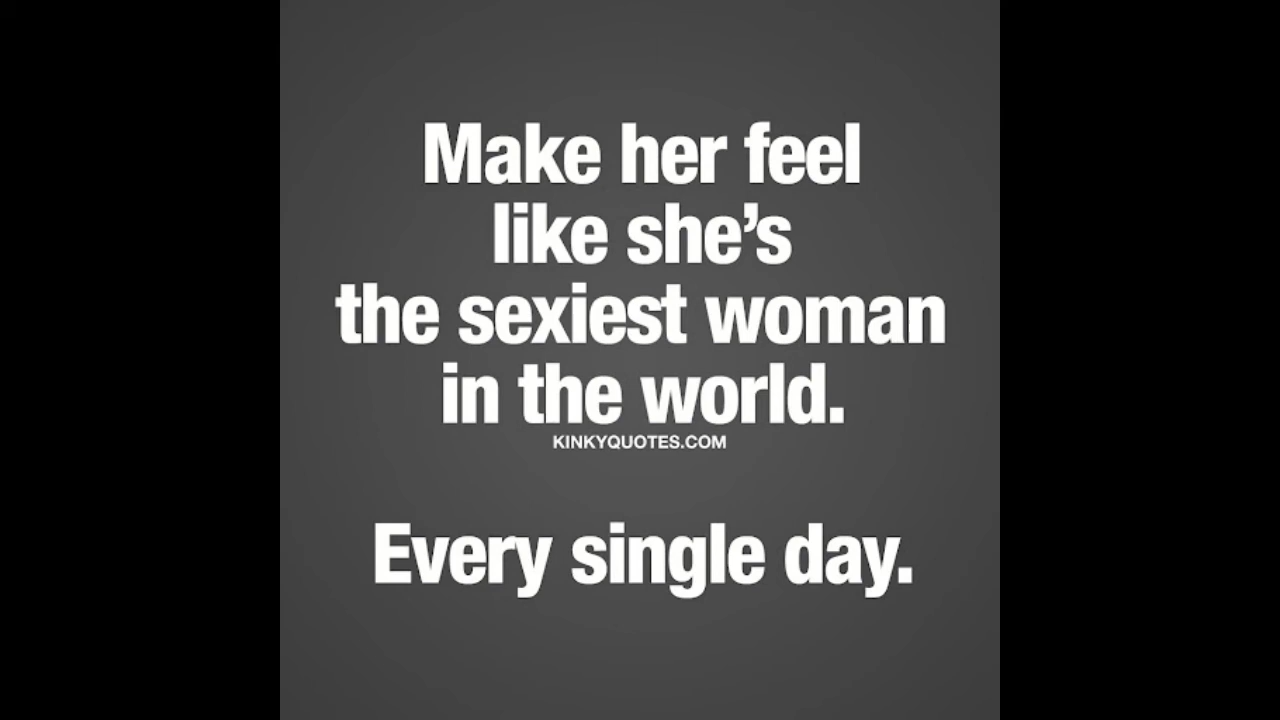 Make her feel
like she’s
the sexiest woman
in the world.
KINKYQUOTES.COM
Every single day.